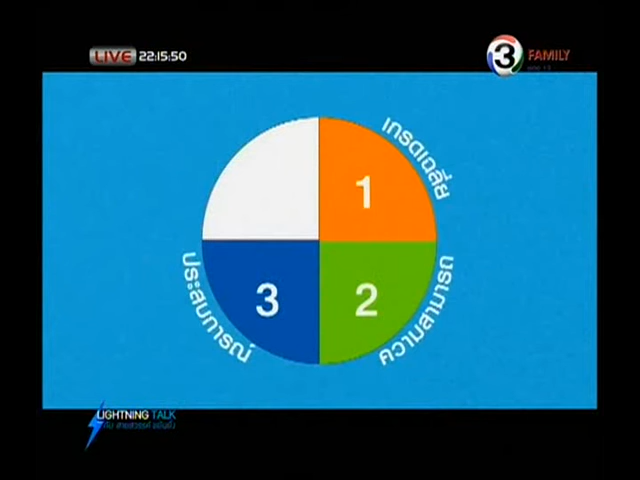 LIVE 22:15:50
3 FAMILY
เกรดเฉลี่ย
1
3
2
ประสบการณ์
ความสามารถ
LIGHTNING TALK